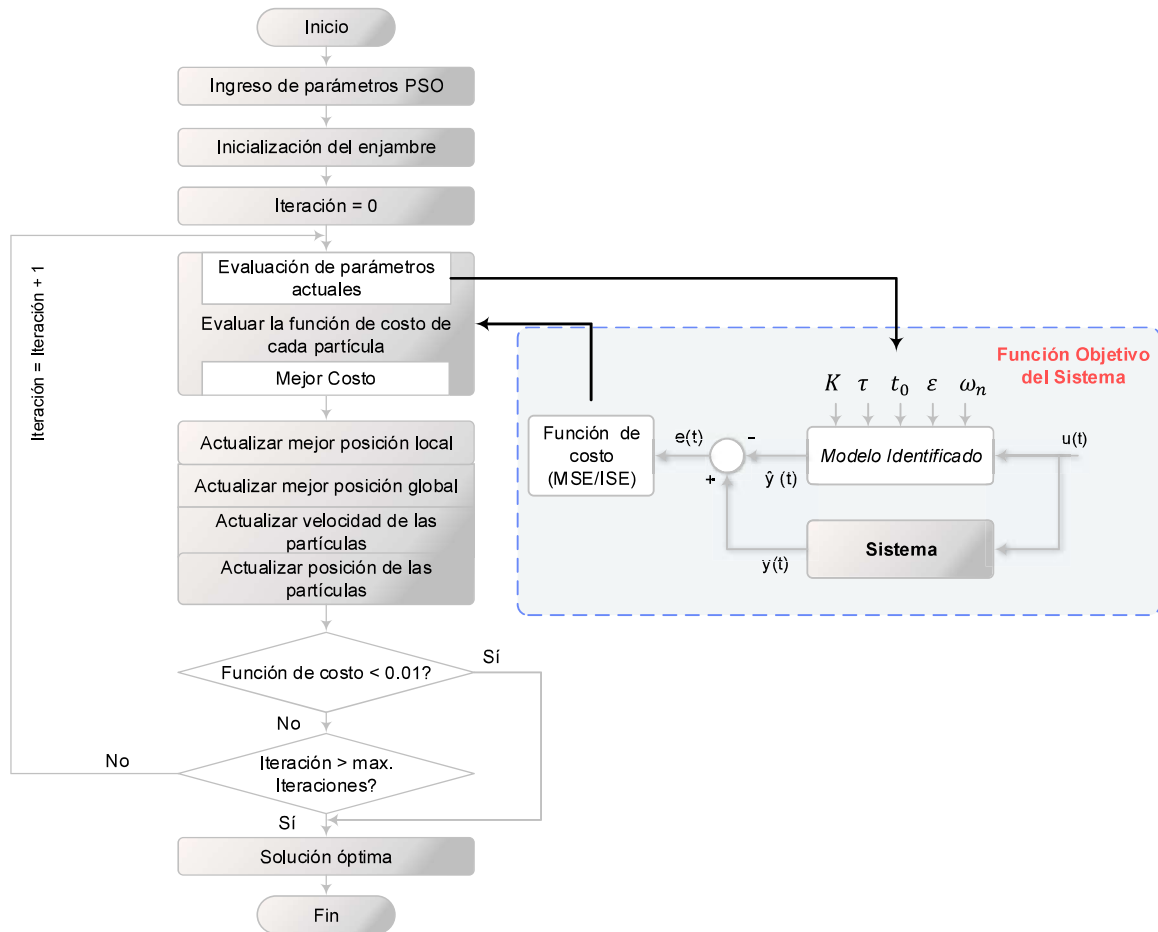 Inicio
Ingreso de parámetros PSO
Inicialización del enjambre
Iteración = 0
Iteración = Iteración + 1
Evaluación de parámetros
actuales
Evaluar la función de costo de
cada partícula
Mejor Costo
Actualizar mejor posición local
Actualizar mejor posición global
Actualizar velocidad de las
partículas
Actualizar posición de las
partículas
Función de costo < 0.01?
Sí
No
Iteración > max.
Iteraciones?
No
Sí
Solución óptima
Fin
Función Objetivo
del Sistema
K τ t₀ ε ωₙ
Función de
costo
(MSE/ISE)
e(t)
-
+
ŷ (t)
Modelo Identificado
u(t)
y(t)
Sistema